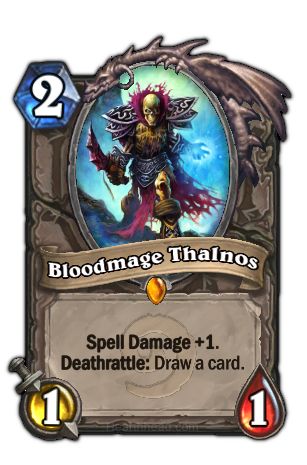 2
Bloodmage Thalnos
Spell Damage +1.
Deathrattle: Draw a card.
1
1